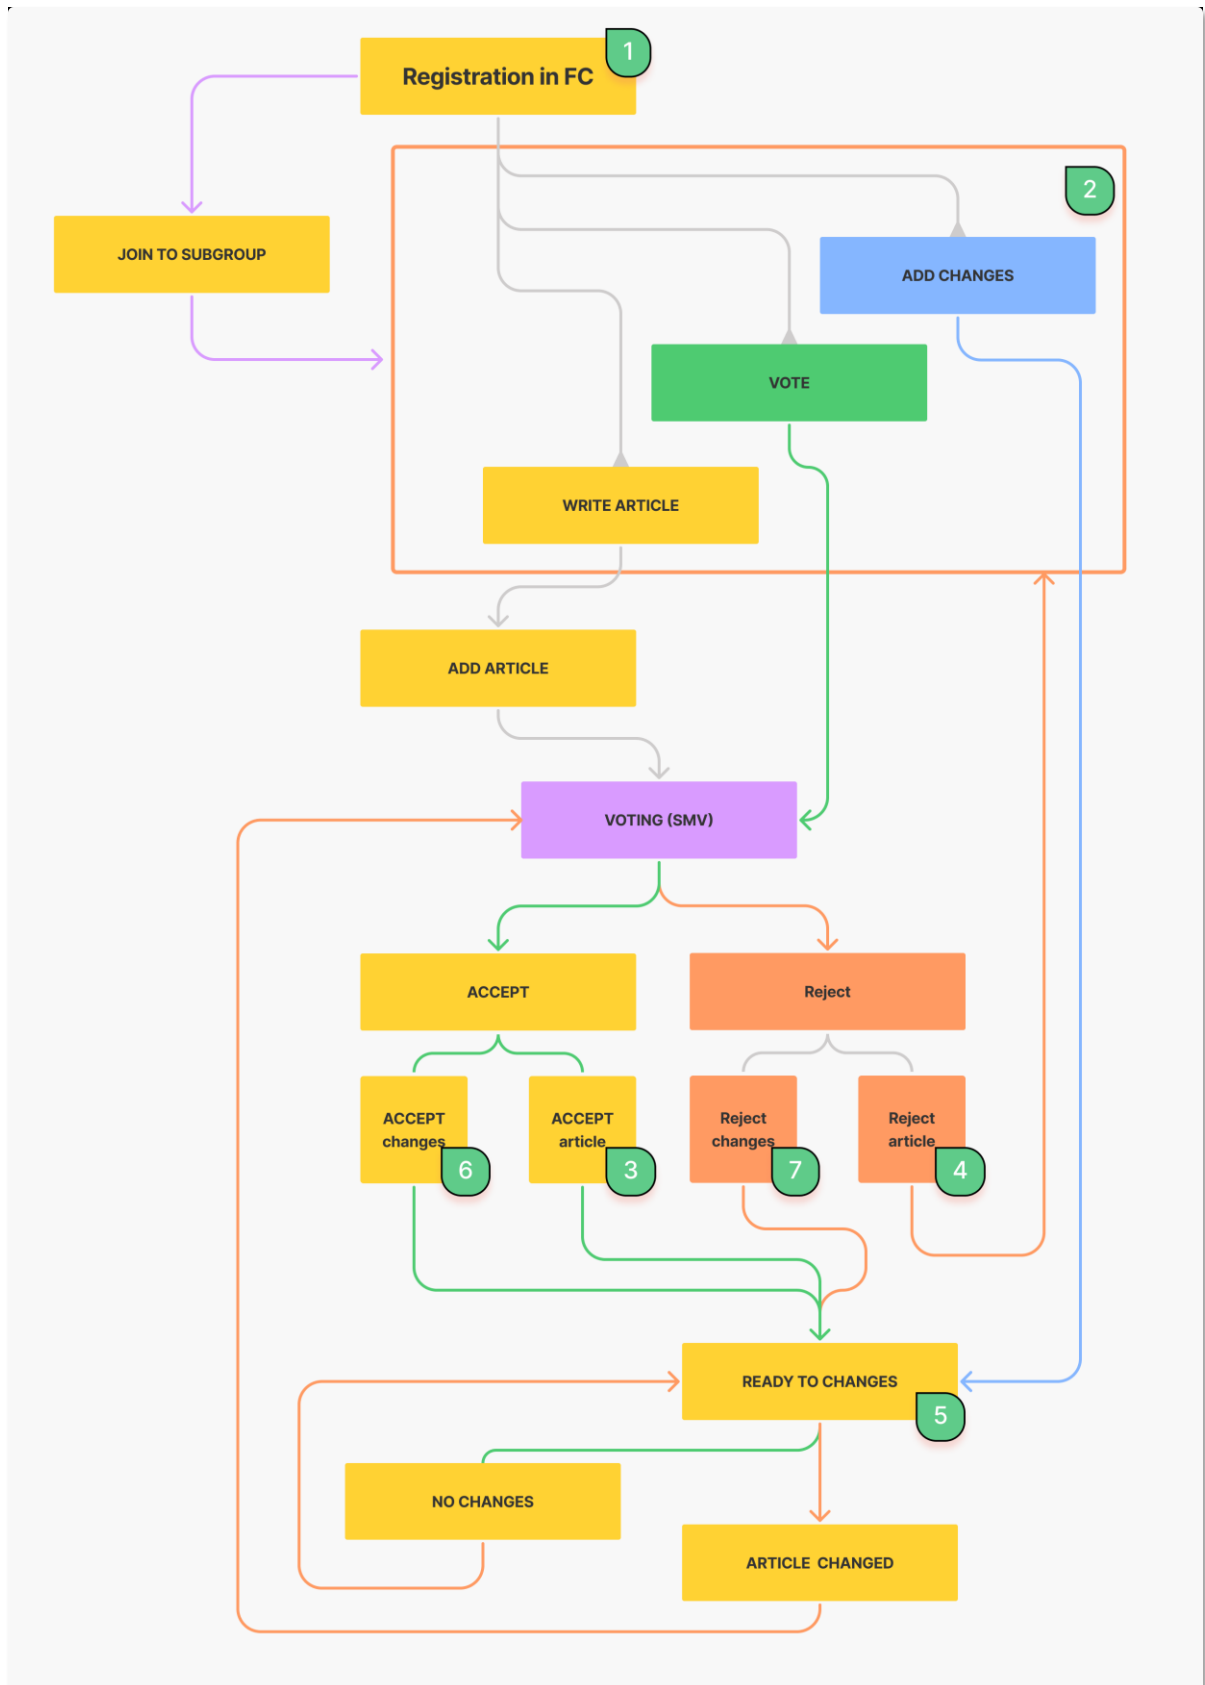 Registration in FC
1
2
JOIN TO SUBGROUP
ADD CHANGES
VOTE
WRITE ARTICLE
ADD ARTICLE
VOTING (SMV)
ACCEPT
Reject
ACCEPT
changes
6
ACCEPT
article
3
Reject
changes
7
Reject
article
4
READY TO CHANGES
5
NO CHANGES
ARTICLE CHANGED